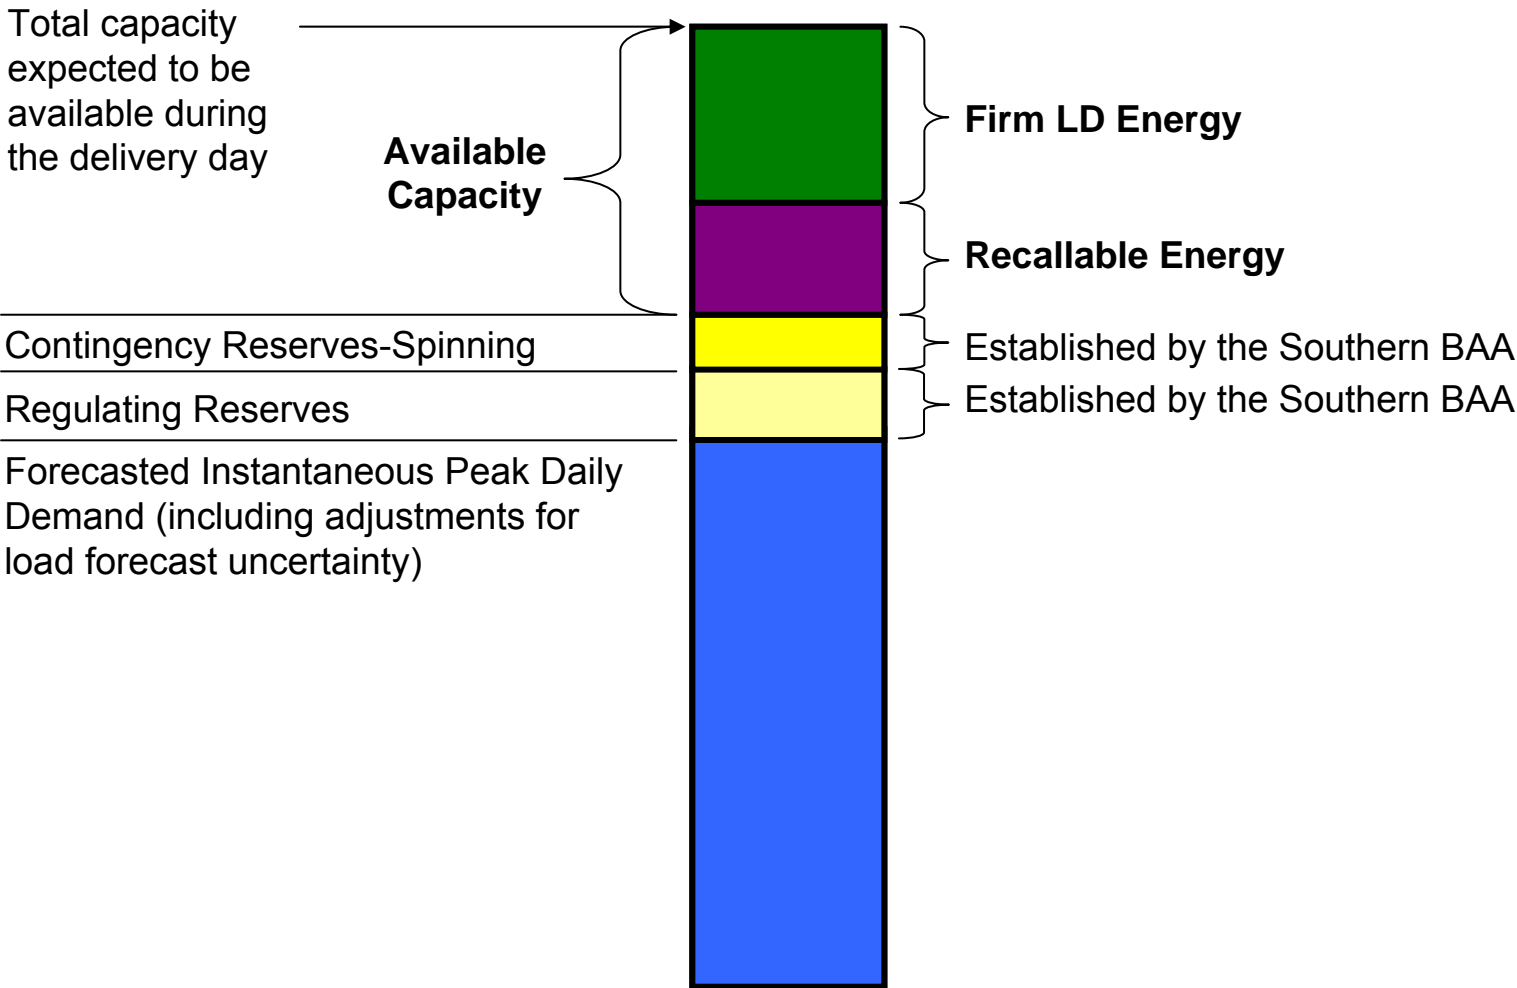 Total capacity
expected to be
available during
the delivery day
Available
Capacity
Firm LD Energy
Recallable Energy
Contingency Reserves-Spinning
Established by the Southern BAA
Regulating Reserves
Established by the Southern BAA
Forecasted Instantaneous Peak Daily
Demand (including adjustments for
load forecast uncertainty)